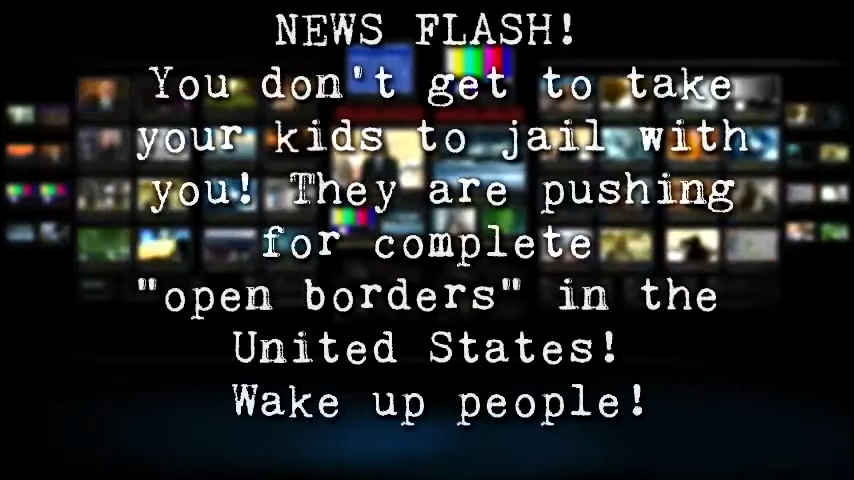 NEWS FLASH!
You don't get to take
your kids to jail with
you! They are pushing
for complete
"open borders" in the
United States!
Wake up people!